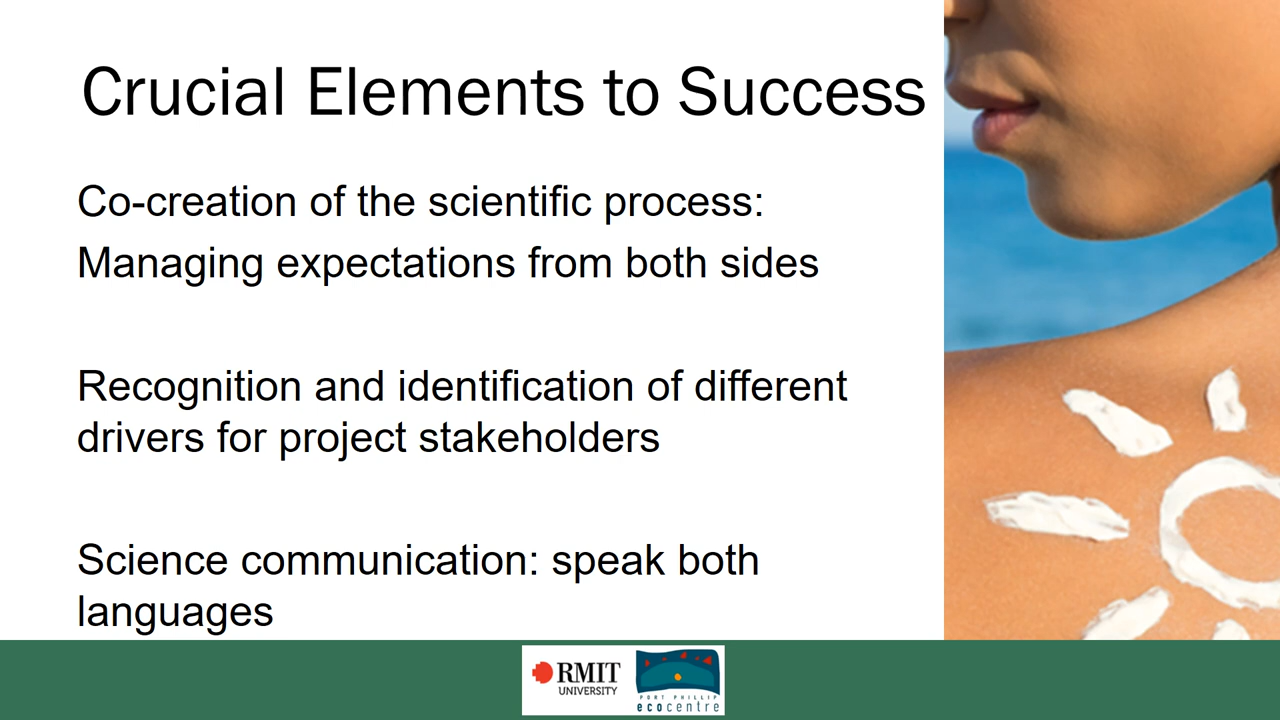 Crucial Elements to Success
Co-creation of the scientific process:
Managing expectations from both sides
Recognition and identification of different
drivers for project stakeholders
Science communication: speak both
languages
RMIT
UNIVERSITY
PORT PHILLIP
ecocentre